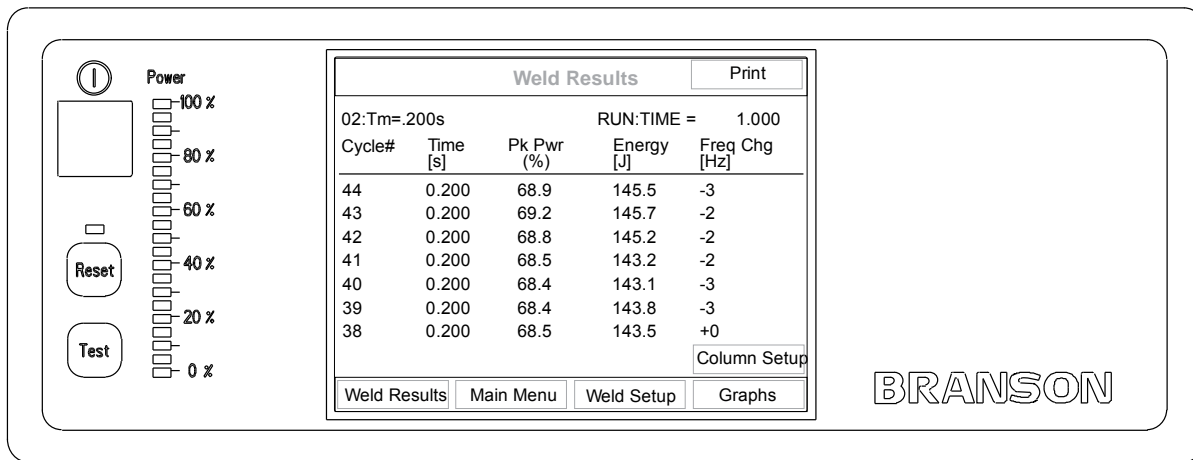 Power
100 %
80 %
60 %
40 %
20 %
0 %
Reset
Test
Weld Results Print
02:Tm=.200s RUN:TIME = 1.000
Cycle# Time Pk Pwr Energy Freq Chg
[s] (%) [J] [Hz]
44 0.200 68.9 145.5 -3
43 0.200 69.2 145.7 -2
42 0.200 68.8 145.2 -2
41 0.200 68.5 143.2 -2
40 0.200 68.4 143.1 -3
39 0.200 68.4 143.8 -3
38 0.200 68.5 143.5 +0
Column Setup
Weld Results Main Menu Weld Setup Graphs
BRANSON